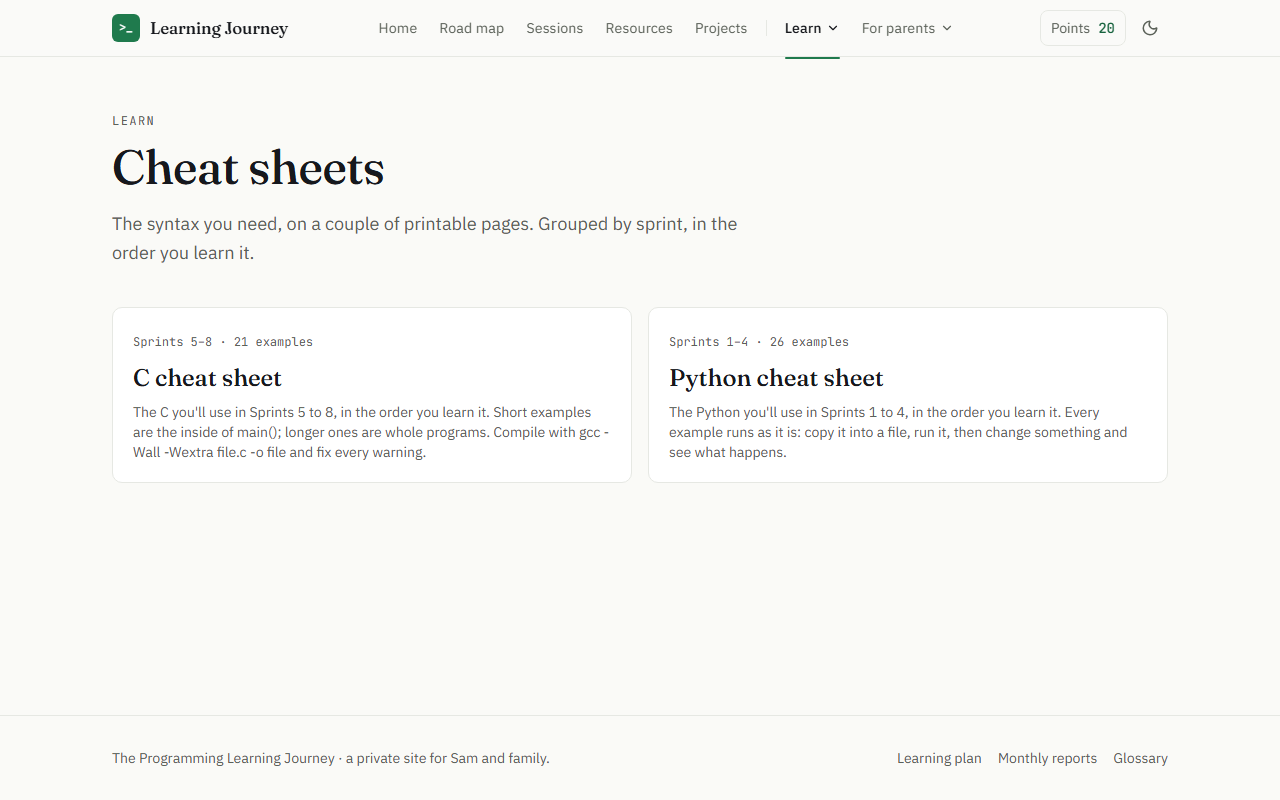 >_ Learning Journey Home Road map Sessions Resources Projects Learn For parents Points 20
LEARN
Cheat sheets
The syntax you need, on a couple of printable pages. Grouped by sprint, in the
order you learn it.
Sprints 5–8 · 21 examples
C cheat sheet
The C you'll use in Sprints 5 to 8, in the order you learn it. Short examples
are the inside of main(); longer ones are whole programs. Compile with gcc -
Wall -Wextra file.c -o file and fix every warning.
Sprints 1–4 · 26 examples
Python cheat sheet
The Python you'll use in Sprints 1 to 4, in the order you learn it. Every
example runs as it is: copy it into a file, run it, then change something and
see what happens.
The Programming Learning Journey · a private site for Sam and family.
Learning plan Monthly reports Glossary